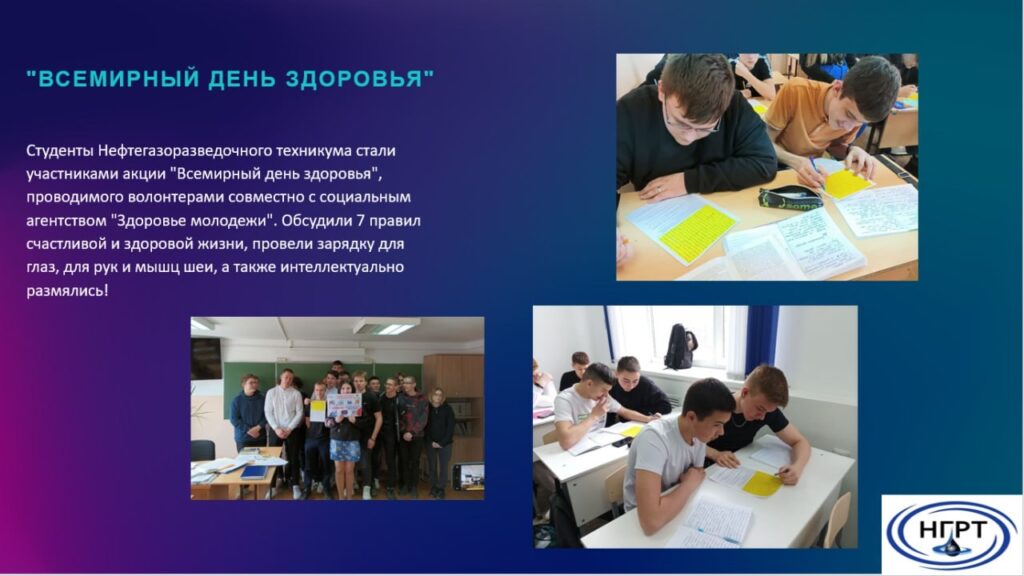 "ВСЕМИРНЫЙ ДЕНЬ ЗДОРОВЬЯ"
Студенты Нефтегазоразведочного техникума стали
участниками акции "Всемирный день здоровья",
проводимого волонтерами совместно с социальным
агентством "Здоровье молодежи". Обсудили 7 правил
счастливой и здоровой жизни, провели зарядку для
глаз, для рук и мышц шеи, а также интеллектуально
размялись!
НГРТ